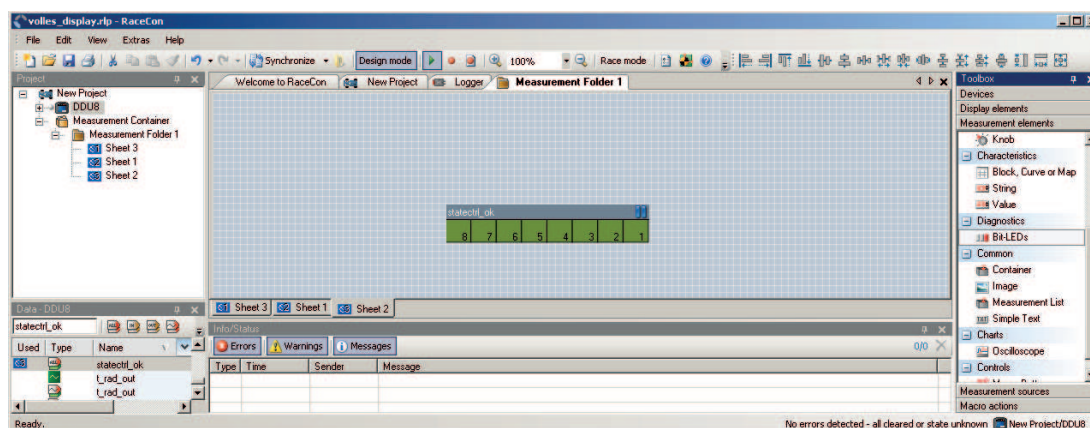 volles_display.rlp - RaceCon
File Edit View Extras Help
Synchronize Design mode 100% Race mode
Project
New Project
DDU8
Measurement Container
Measurement Folder 1
Sheet 3
Sheet 1
Sheet 2
Welcome to RaceCon New Project Logger Measurement Folder 1
statectrl_ok
8 7 6 5 4 3 2 1
Sheet 3 Sheet 1 Sheet 2
Toolbox
Devices
Display elements
Measurement elements
Knob
Characteristics
Block, Curve or Map
String
Value
Diagnostics
Bit-LEDs
Common
Container
Image
Measurement List
Simple Text
Charts
Oscilloscope
Controls
Measurement sources
Macro actions
Data - DDU8
statectrl_ok
Used Type Name
statectrl_ok
t_rad_out
t_rad_out
Info/Status
Errors Warnings Messages 0/0
Type Time Sender Message
Ready.
No errors detected - all cleared or state unknown New Project/DDU8